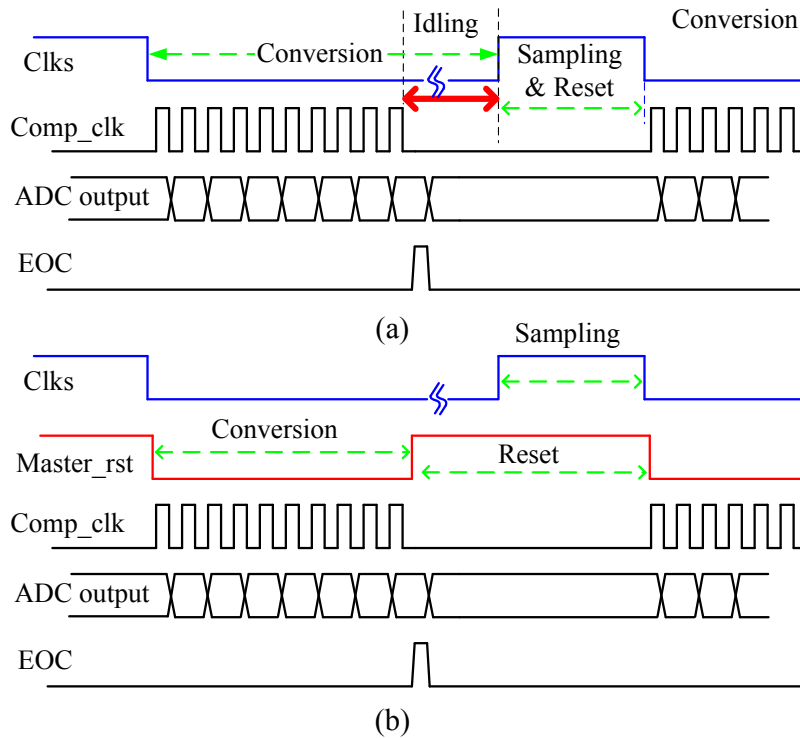 Idling
Conversion
Clks
Conversion
Sampling
& Reset
Comp_clk
ADC output
EOC
(a)
Sampling
Clks
Conversion
Master_rst
Reset
Comp_clk
ADC output
EOC
(b)